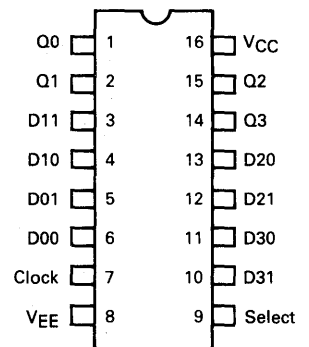 Q0 1 16 VCC
Q1 2 15 Q2
D11 3 14 Q3
D10 4 13 D20
D01 5 12 D21
D00 6 11 D30
Clock 7 10 D31
VEE 8 9 Select